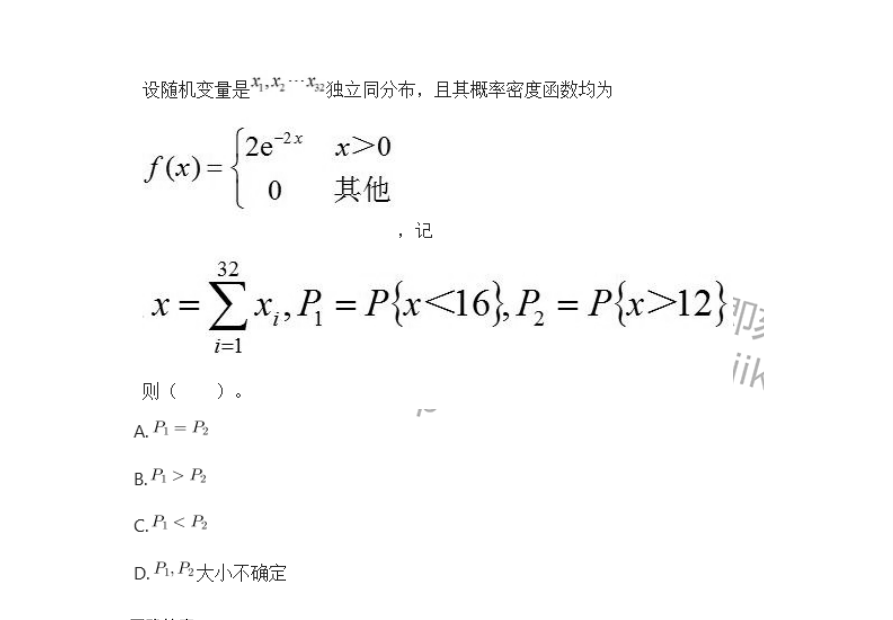 设随机变量是x₁,x₂⋯x₃₂独立同分布，且其概率密度函数均为
f(x)={2e^{-2x} x>0
0 其他
，记
x=∑_{i=1}^{32} x_i, P₁=P{x<16}, P₂=P{x>12}
则（ ）。
A. P₁ = P₂
B. P₁ > P₂
C. P₁ < P₂
D. P₁, P₂大小不确定